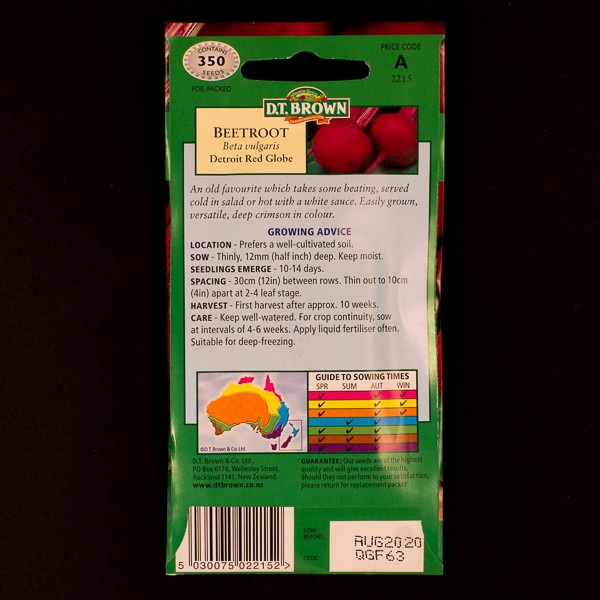 CONTAINS
350
SEEDS
FOIL PACKED
PRICE CODE
A
2215
D.T. BROWN
BEETROOT
Beta vulgaris
Detroit Red Globe
An old favourite which takes some beating, served
cold in salad or hot with a white sauce. Easily grown,
versatile, deep crimson in colour.
GROWING ADVICE
LOCATION - Prefers a well-cultivated soil.
SOW - Thinly, 12mm (half inch) deep. Keep moist.
SEEDLINGS EMERGE - 10-14 days.
SPACING - 30cm (12in) between rows. Thin out to 10cm
(4in) apart at 2-4 leaf stage.
HARVEST - First harvest after approx. 10 weeks.
CARE - Keep well-watered. For crop continuity, sow
at intervals of 4-6 weeks. Apply liquid fertiliser often.
Suitable for deep-freezing.
©D.T. Brown & Co. Ltd.
GUIDE TO SOWING TIMES
SPR SUM AUT WIN
D.T. Brown & Co. Ltd.,
PO Box 6174, Wellesley Street,
Auckland 1141, New Zealand.
www.dtbrown.co.nz
GUARANTEE: Our seeds are of the highest
quality and will give excellent results.
Should they not perform to your satisfaction,
please return for replacement packet.
5 030075 022152 >
SOW
BEFORE:
AUG2020
CODE:
QGF63